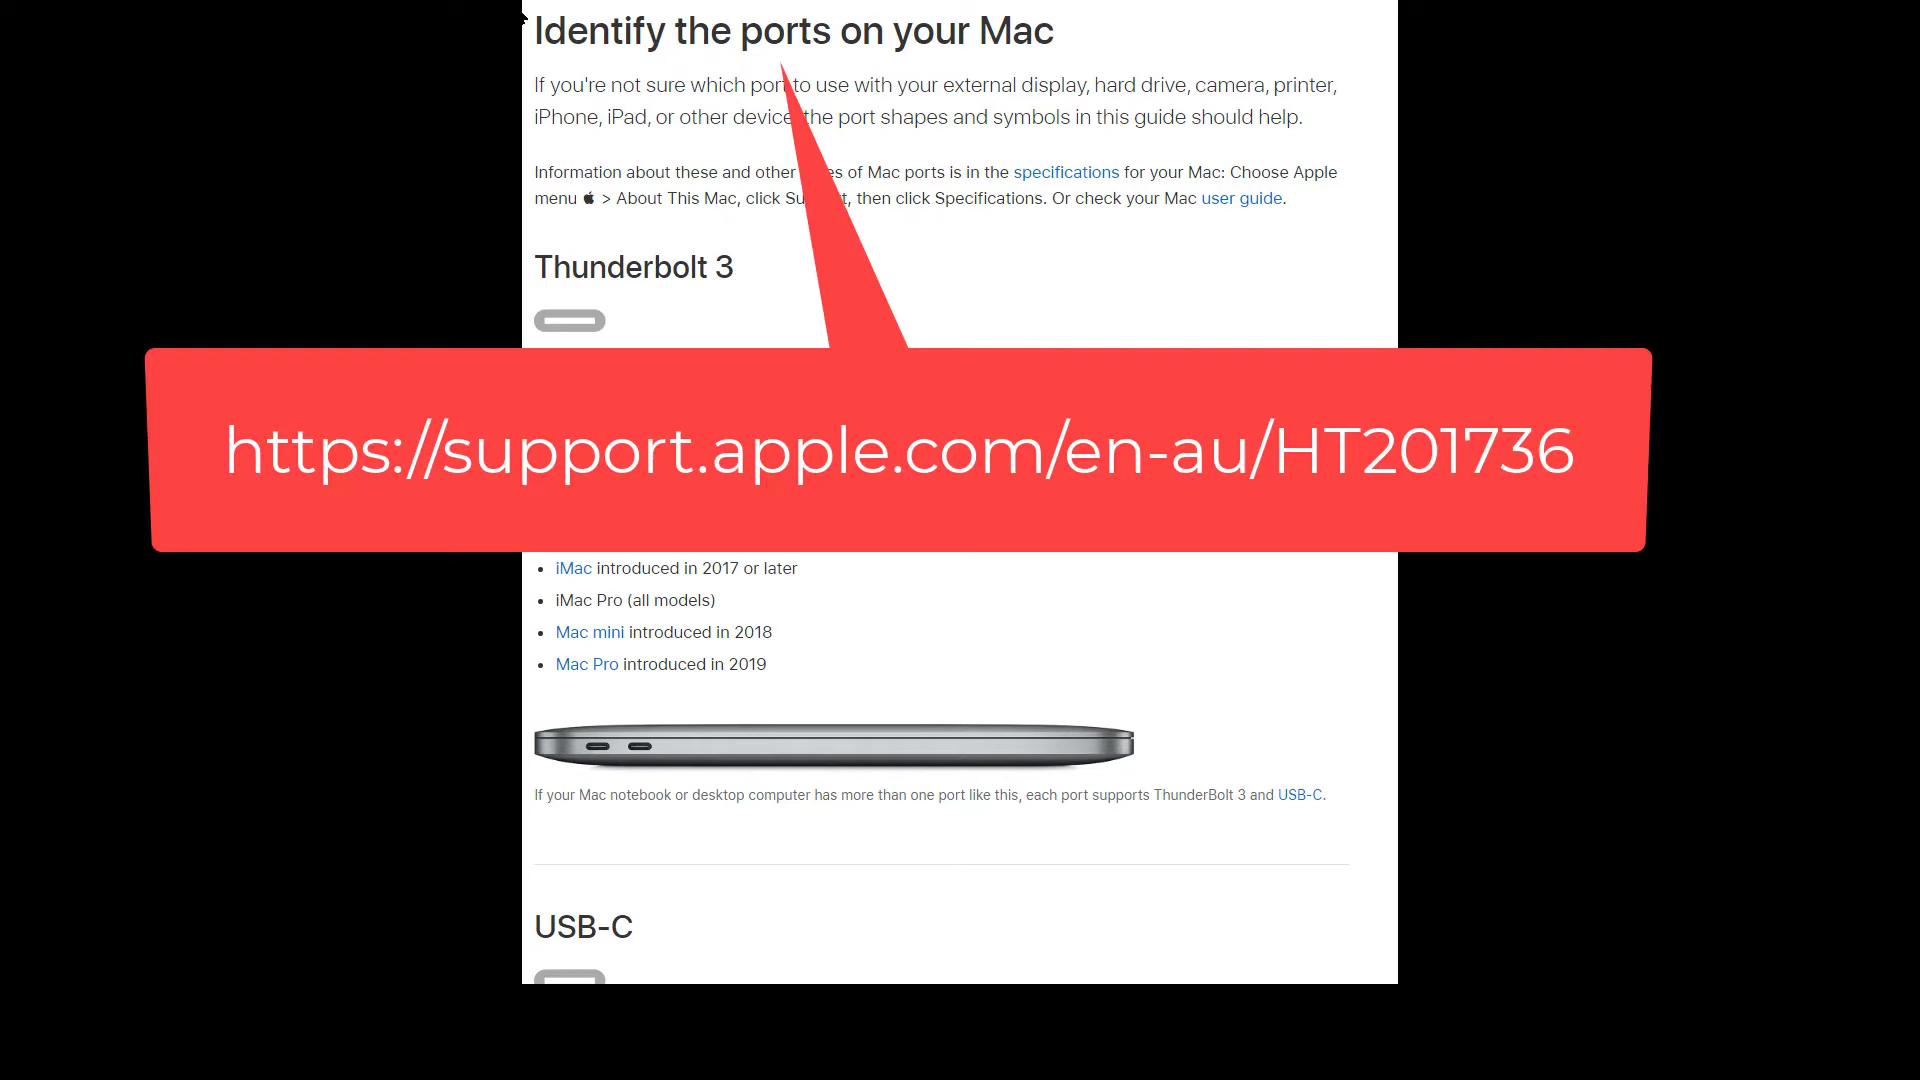 Identify the ports on your Mac
If you're not sure which port to use with your external display, hard drive, camera, printer,
iPhone, iPad, or other device, the port shapes and symbols in this guide should help.
Information about these and other of Mac ports is in the specifications for your Mac: Choose Apple
menu > About This Mac, click Support, then click Specifications. Or check your Mac user guide.
Thunderbolt 3
https://support.apple.com/en-au/HT201736
• iMac introduced in 2017 or later
• iMac Pro (all models)
• Mac mini introduced in 2018
• Mac Pro introduced in 2019
If your Mac notebook or desktop computer has more than one port like this, each port supports ThunderBolt 3 and USB-C.
USB-C